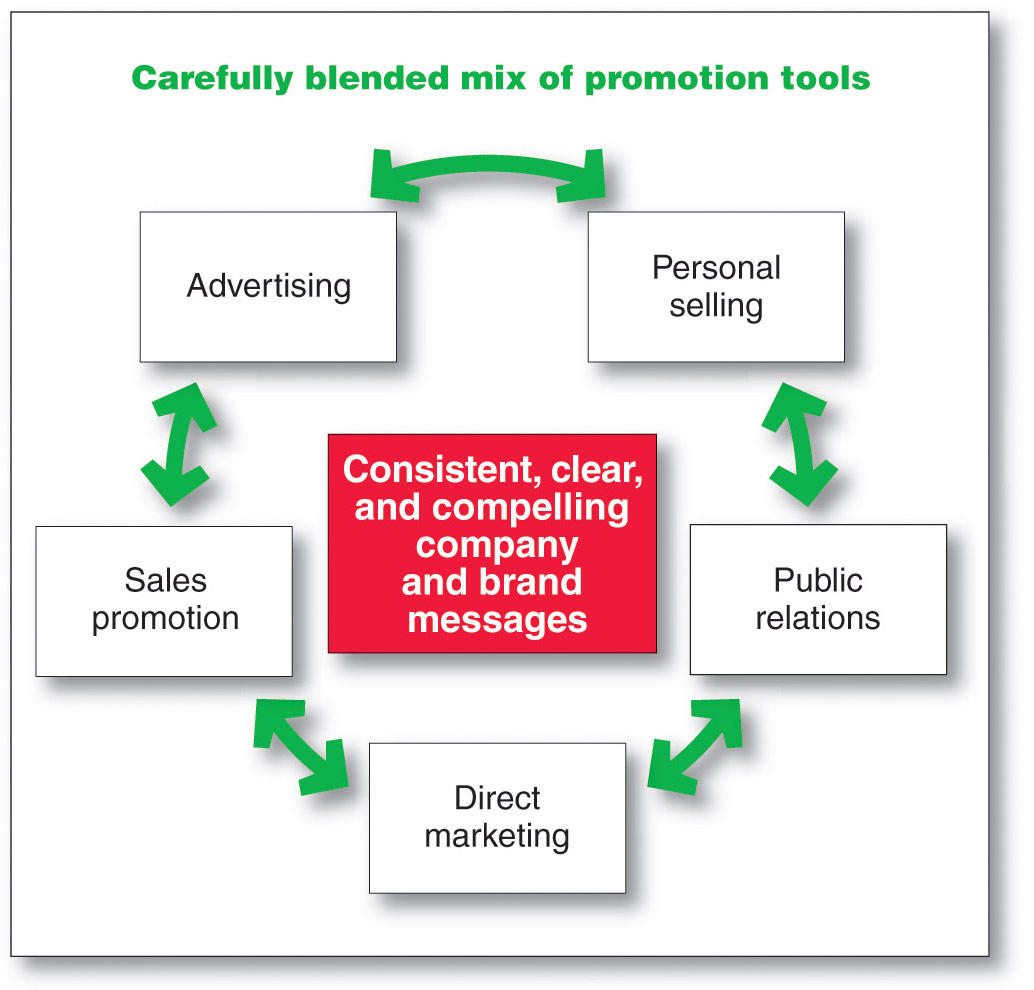 Carefully blended mix of promotion tools
Advertising
Personal
selling
Consistent, clear,
and compelling
company
and brand
messages
Sales
promotion
Public
relations
Direct
marketing